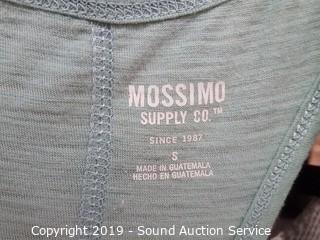 MOSSIMO
SUPPLY CO.™
SINCE 1987
S
MADE IN GUATEMALA
HECHO EN GUATEMALA
Copyright 2019 - Sound Auction Service